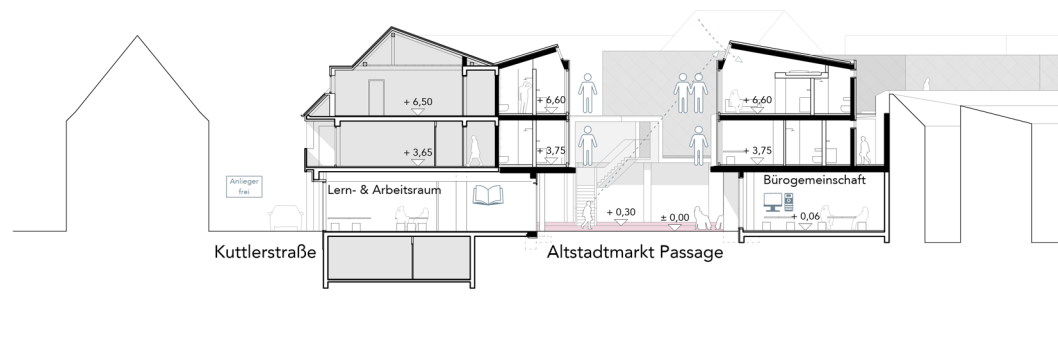 + 6,50
+ 6,60
+ 6,60
+ 3,65
+ 3,75
+ 3,75
Anlieger
frei
Lern- & Arbeitsraum
Bürogemeinschaft
+ 0,30
± 0,00
+ 0,06
Kuttlerstraße
Altstadtmarkt Passage